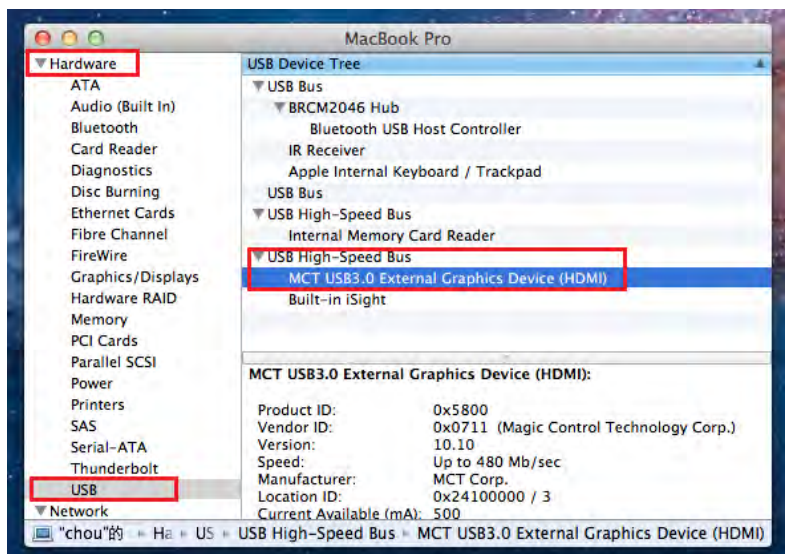 MacBook Pro
Hardware
ATA
Audio (Built In)
Bluetooth
Card Reader
Diagnostics
Disc Burning
Ethernet Cards
Fibre Channel
FireWire
Graphics/Displays
Hardware RAID
Memory
PCI Cards
Parallel SCSI
Power
Printers
SAS
Serial-ATA
Thunderbolt
USB
Network
USB Device Tree
USB Bus
BRCM2046 Hub
Bluetooth USB Host Controller
IR Receiver
Apple Internal Keyboard / Trackpad
USB Bus
USB High-Speed Bus
Internal Memory Card Reader
USB High-Speed Bus
MCT USB3.0 External Graphics Device (HDMI)
Built-in iSight
MCT USB3.0 External Graphics Device (HDMI):
Product ID: 0x5800
Vendor ID: 0x0711 (Magic Control Technology Corp.)
Version: 10.10
Speed: Up to 480 Mb/sec
Manufacturer: MCT Corp.
Location ID: 0x24100000 / 3
Current Available (mA): 500
"chou"的 Ha US USB High-Speed Bus MCT USB3.0 External Graphics Device (HDMI)